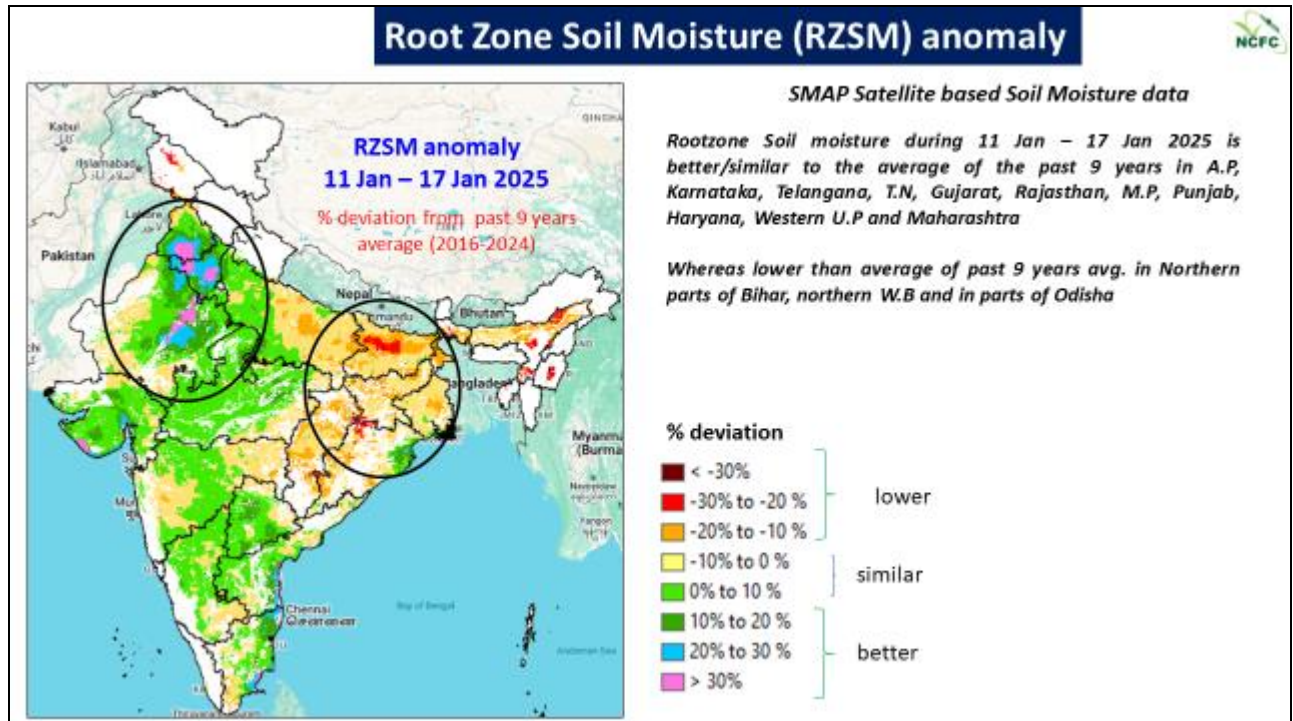 Root Zone Soil Moisture (RZSM) anomaly
NCFC
RZSM anomaly
11 Jan – 17 Jan 2025
% deviation from past 9 years
average (2016-2024)
Kabul
Islamabad
Lahore
Pakistan
Nepal
Bhutan
Myanma
(Burma
Chennai
Bay of Bengal
Andaman Sea
SMAP Satellite based Soil Moisture data
Rootzone Soil moisture during 11 Jan – 17 Jan 2025 is
better/similar to the average of the past 9 years in A.P,
Karnataka, Telangana, T.N, Gujarat, Rajasthan, M.P, Punjab,
Haryana, Western U.P and Maharashtra
Whereas lower than average of past 9 years avg. in Northern
parts of Bihar, northern W.B and in parts of Odisha
% deviation
< -30%
-30% to -20 %
-20% to -10 %
-10% to 0 %
0% to 10 %
10% to 20 %
20% to 30 %
> 30%
lower
similar
better